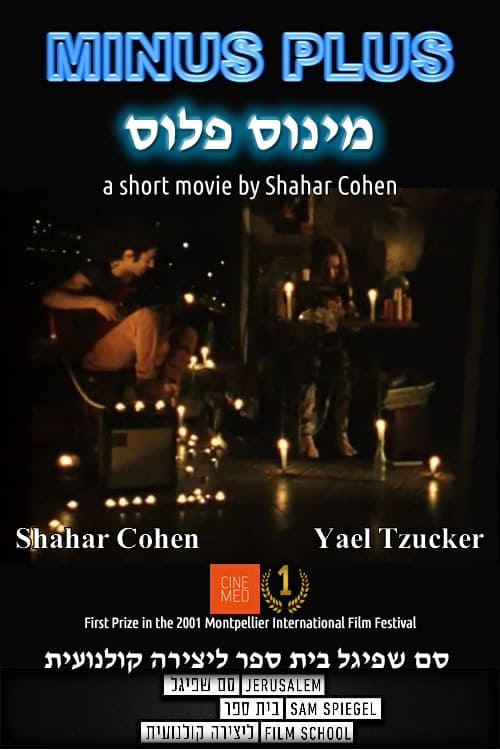 MINUS PLUS
מינוס פלוס
a short movie by Shahar Cohen
Shahar Cohen
Yael Tzucker
CINE
MED
1
First Prize in the 2001 Montpellier International Film Festival
סם שפיגל בית ספר ליצירה קולנועית
סם שפיגל JERUSALEM
בית ספר SAM SPIEGEL
ליצירה קולנועית FILM SCHOOL